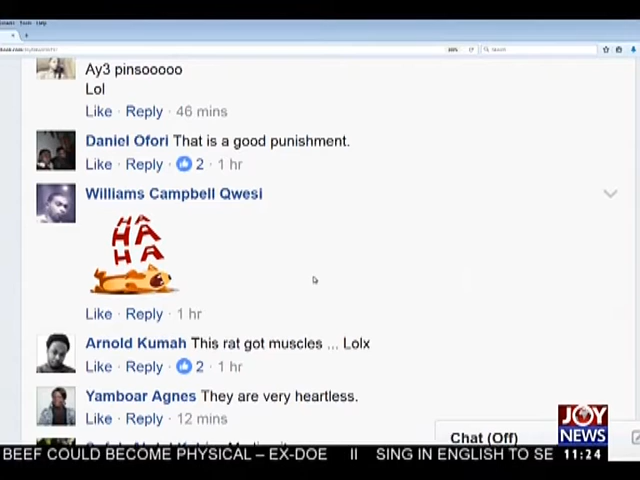 Tools Help
Ay3 pinsooooo
Lol
Like · Reply · 46 mins
Daniel Ofori That is a good punishment.
Like · Reply · 2 · 1 hr
Williams Campbell Qwesi
HA
HA
HA
Like · Reply · 1 hr
Arnold Kumah This rat got muscles ... Lolx
Like · Reply · 2 · 1 hr
Yamboar Agnes They are very heartless.
Like · Reply · 12 mins
Chat (Off)
JOY
NEWS
BEEF COULD BECOME PHYSICAL – EX-DOE II SING IN ENGLISH TO SE
11:24